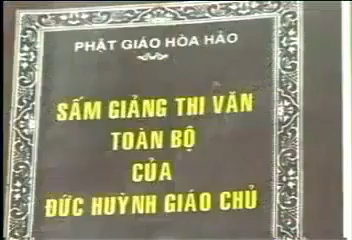 PHẬT GIÁO HÒA HẢO
SẤM GIẢNG THI VĂN
TOÀN BỘ
CỦA
ĐỨC HUỲNH GIÁO CHỦ